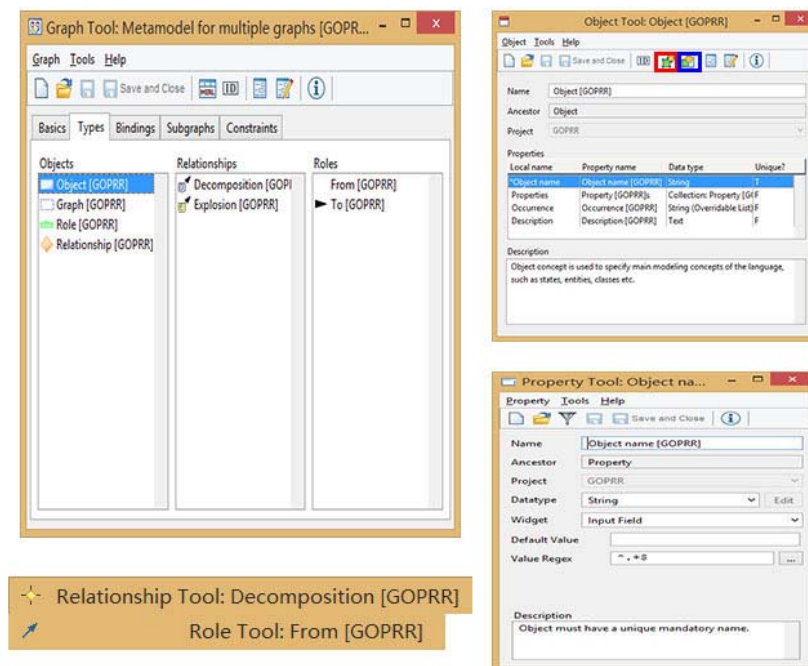 Graph Tool: Metamodel for multiple graphs [GOPR...
Graph Tools Help
Save and Close
ID
Basics Types Bindings Subgraphs Constraints
Objects
Object [GOPRR]
Graph [GOPRR]
Role [GOPRR]
Relationship [GOPRR]
Relationships
Decomposition [GOPI
Explosion [GOPRR]
Roles
From [GOPRR]
To [GOPRR]
Relationship Tool: Decomposition [GOPRR]
Role Tool: From [GOPRR]
Object Tool: Object [GOPRR]
Object Tools Help
Save and Close
ID
Name Object [GOPRR]
Ancestor Object
Project GOPRR
Properties
Local name Property name Data type Unique?
*Object name Object name [GOPRR] String T
Properties Property [GOPRR]s Collection: Property [G(F
Occurrence Occurrence [GOPRR] String (Overridable List) F
Description Description [GOPRR] Text F
Description
Object concept is used to specify main modeling concepts of the language,
such as states, entities, classes etc.
Property Tool: Object na...
Property Tools Help
Save and Close
Name Object name [GOPRR]
Ancestor Property
Project GOPRR
Datatype String Edit
Widget Input Field
Default Value
Value Regex ^.*$ ...
Description
Object must have a unique mandatory name.